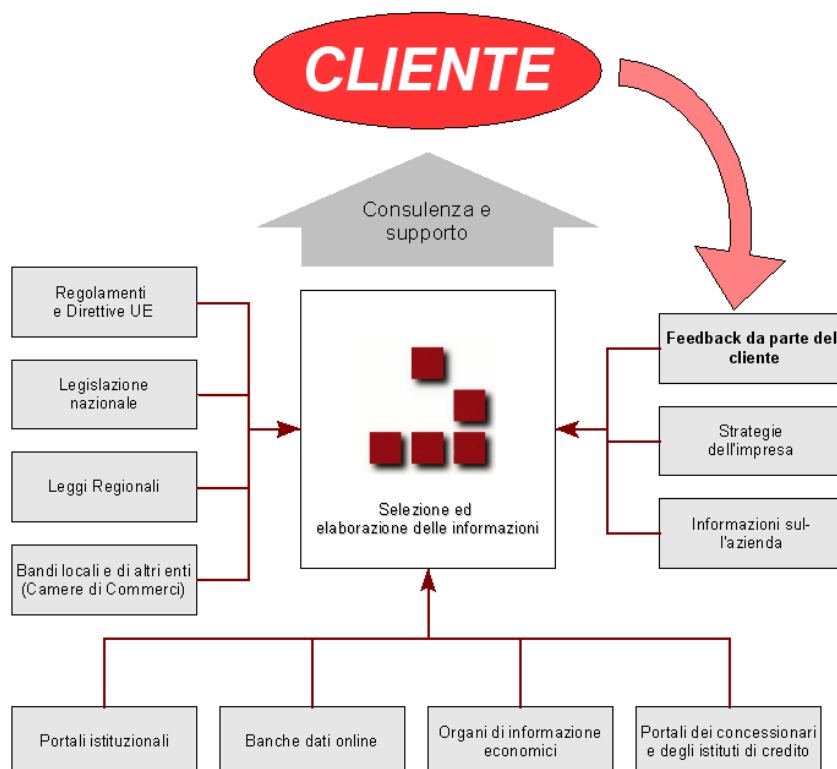 CLIENTE
Consulenza e
supporto
Regolamenti
e Direttive UE
Legislazione
nazionale
Leggi Regionali
Bandi locali e di altri enti
(Camere di Commerci)
Selezione ed
elaborazione delle informazioni
Feedback da parte del
cliente
Strategie
dell'impresa
Informazioni sul-
l'azienda
Portali istituzionali
Banche dati online
Organi di informazione
economici
Portali dei concessionari
e degli istituti di credito